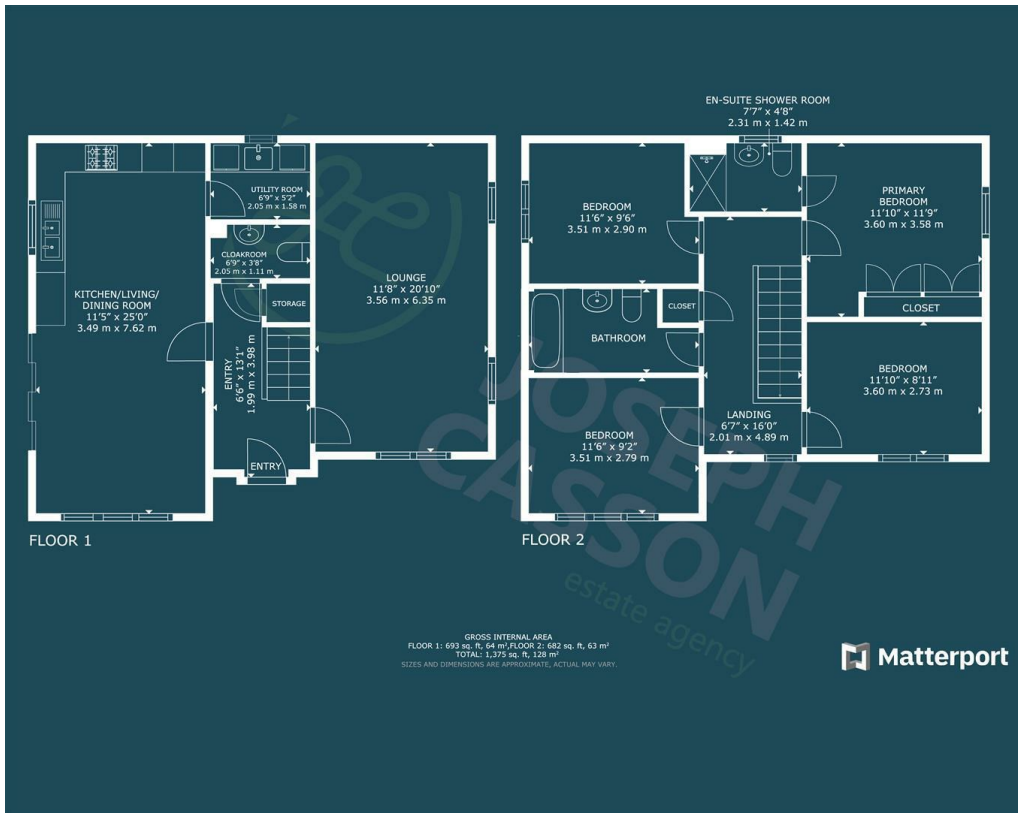 EN-SUITE SHOWER ROOM
7'7" x 4'8"
2.31 m x 1.42 m
UTILITY ROOM
6'9" x 5'2"
2.05 m x 1.58 m
CLOAKROOM
6'9" x 3'8"
2.05 m x 1.11 m
STORAGE
KITCHEN/LIVING/
DINING ROOM
11'5" x 25'0"
3.49 m x 7.62 m
LOUNGE
11'8" x 20'10"
3.56 m x 6.35 m
ENTRY
6'6" x 13'1"
1.99 m x 3.98 m
ENTRY
FLOOR 1
BEDROOM
11'6" x 9'6"
3.51 m x 2.90 m
PRIMARY
BEDROOM
11'10" x 11'9"
3.60 m x 3.58 m
CLOSET
CLOSET
BATHROOM
BEDROOM
11'10" x 8'11"
3.60 m x 2.73 m
LANDING
6'7" x 16'0"
2.01 m x 4.89 m
BEDROOM
11'6" x 9'2"
3.51 m x 2.79 m
FLOOR 2
JOSEPH
CASSON
estate agency
GROSS INTERNAL AREA
FLOOR 1: 693 sq. ft, 64 m²,FLOOR 2: 682 sq. ft, 63 m²
TOTAL: 1,375 sq. ft, 128 m²
SIZES AND DIMENSIONS ARE APPROXIMATE, ACTUAL MAY VARY.
Matterport